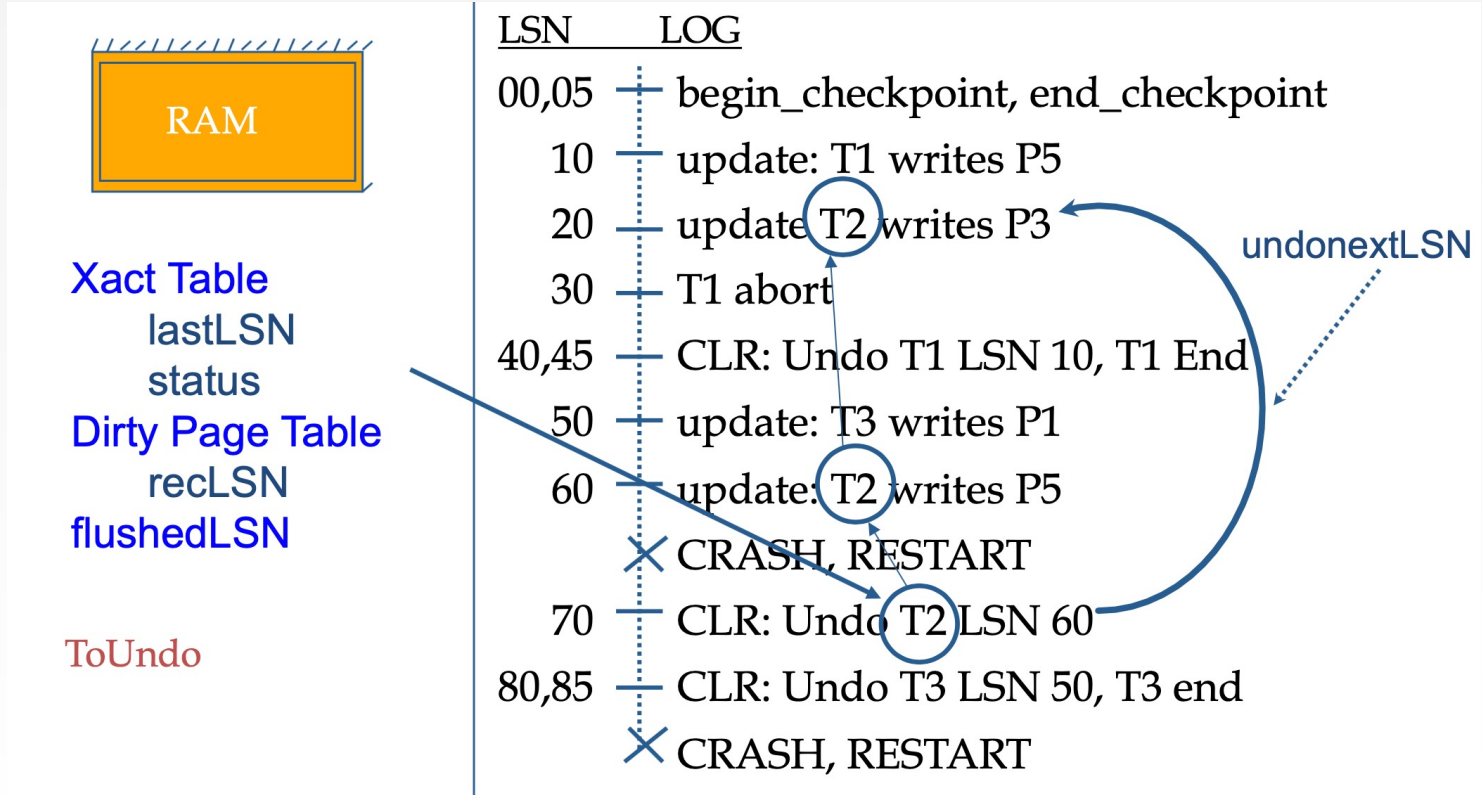 RAM
Xact Table
lastLSN
status
Dirty Page Table
recLSN
flushedLSN
ToUndo
LSN LOG
00,05 begin_checkpoint, end_checkpoint
10 update: T1 writes P5
20 update T2 writes P3
30 T1 abort
40,45 CLR: Undo T1 LSN 10, T1 End
50 update: T3 writes P1
60 update: T2 writes P5
CRASH, RESTART
70 CLR: Undo T2 LSN 60
80,85 CLR: Undo T3 LSN 50, T3 end
CRASH, RESTART
undonextLSN